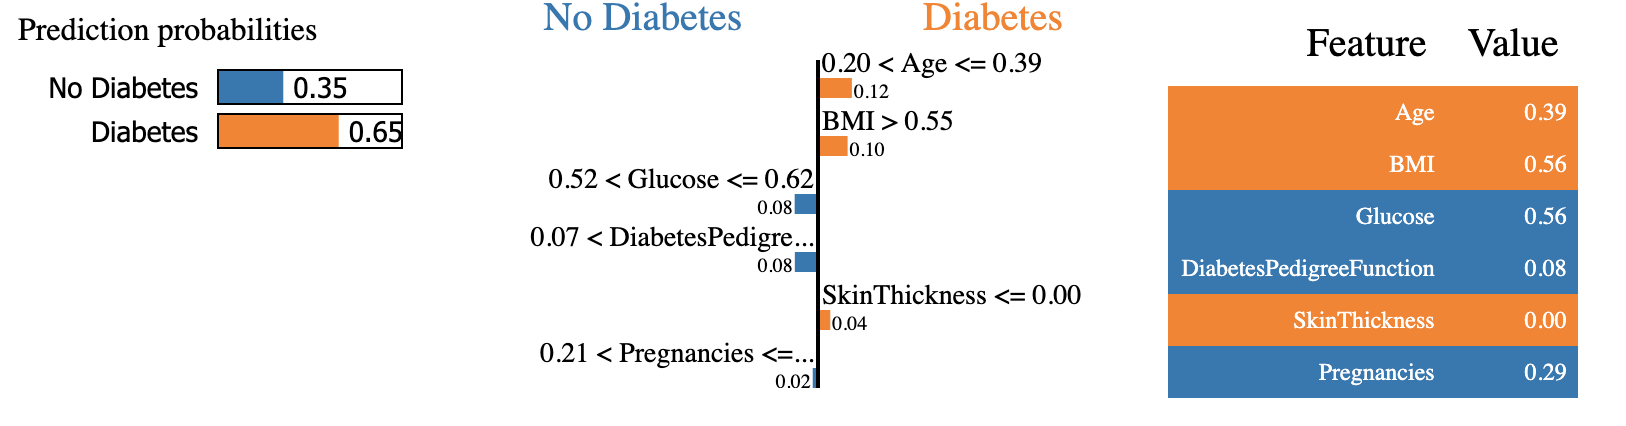 Prediction probabilities
No Diabetes 0.35
Diabetes 0.65
No Diabetes Diabetes
0.20 < Age <= 0.39
0.12
BMI > 0.55
0.10
0.52 < Glucose <= 0.62
0.08
0.07 < DiabetesPedigre...
0.08
SkinThickness <= 0.00
0.04
0.21 < Pregnancies <=...
0.02
Feature Value
Age 0.39
BMI 0.56
Glucose 0.56
DiabetesPedigreeFunction 0.08
SkinThickness 0.00
Pregnancies 0.29